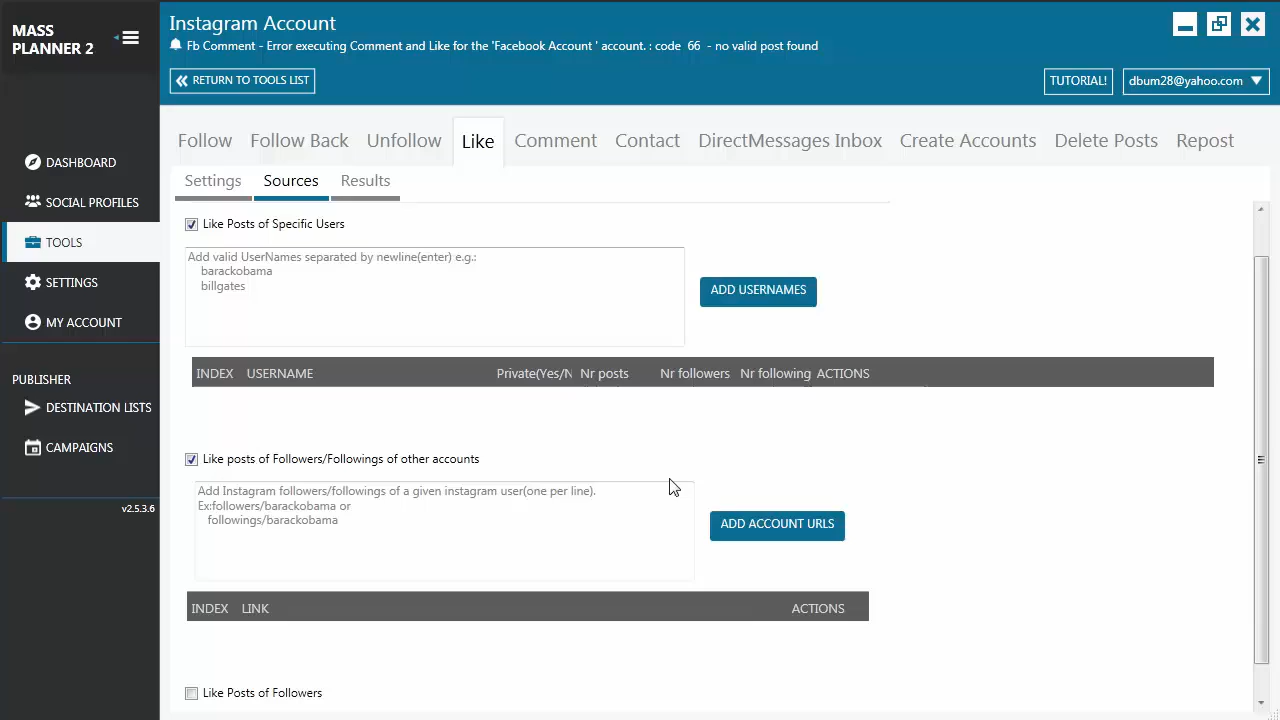 MASS
PLANNER 2
Instagram Account
Fb Comment - Error executing Comment and Like for the 'Facebook Account ' account. : code 66 - no valid post found
RETURN TO TOOLS LIST
TUTORIAL!
dbum28@yahoo.com
Follow
Follow Back
Unfollow
Like
Comment
Contact
DirectMessages Inbox
Create Accounts
Delete Posts
Repost
Settings
Sources
Results
DASHBOARD
SOCIAL PROFILES
TOOLS
SETTINGS
MY ACCOUNT
PUBLISHER
DESTINATION LISTS
CAMPAIGNS
v2.5.3.6
Like Posts of Specific Users
Add valid UserNames separated by newline(enter) e.g.:
barackobama
billgates
ADD USERNAMES
INDEX USERNAME Private(Yes/N Nr posts Nr followers Nr following ACTIONS
Like posts of Followers/Followings of other accounts
Add Instagram followers/followings of a given instagram user(one per line).
Ex:followers/barackobama or
followings/barackobama
ADD ACCOUNT URLS
INDEX LINK ACTIONS
Like Posts of Followers